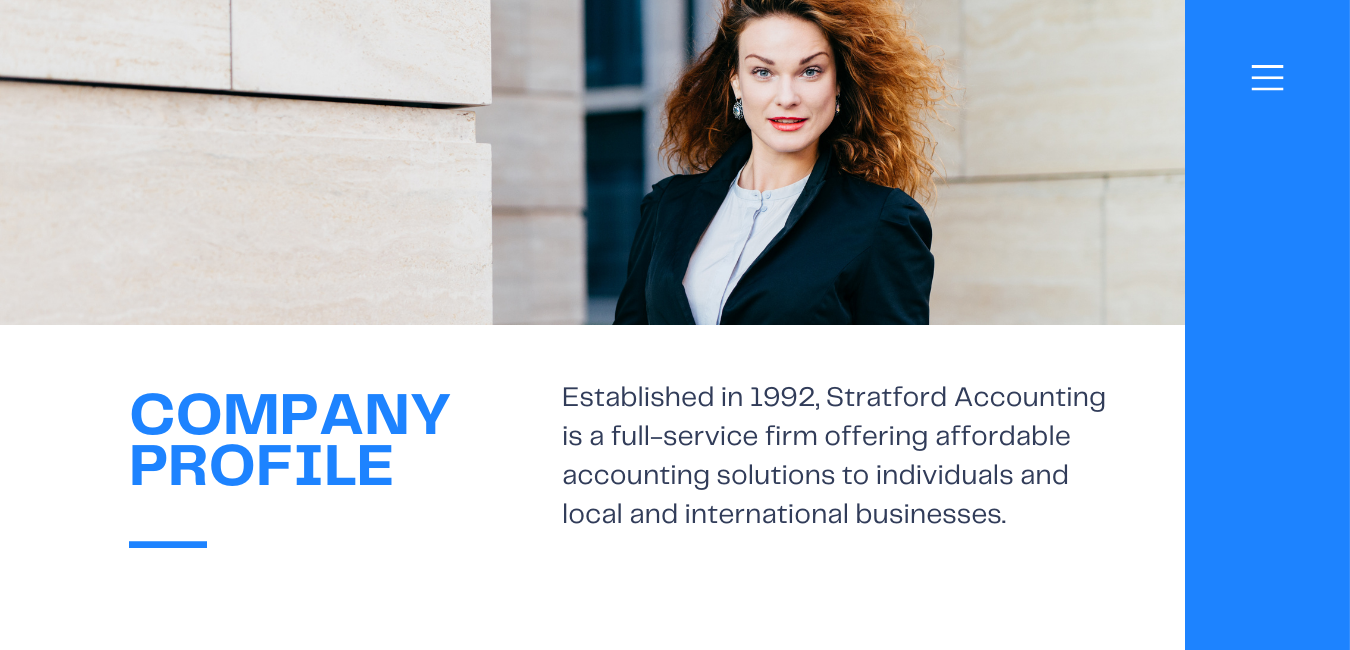 COMPANY
PROFILE
Established in 1992, Stratford Accounting
is a full-service firm offering affordable
accounting solutions to individuals and
local and international businesses.